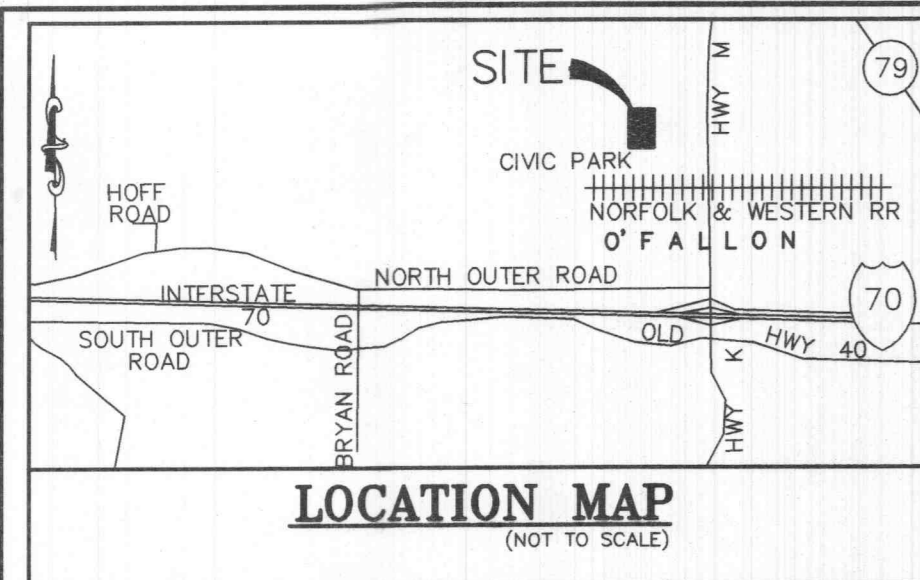 SITE
HWY M
79
CIVIC PARK
HOFF
ROAD
NORFOLK & WESTERN RR
O'FALLON
NORTH OUTER ROAD
INTERSTATE
70
70
SOUTH OUTER
ROAD
BRYAN ROAD
OLD HWY 40
HWY K
LOCATION MAP
(NOT TO SCALE)